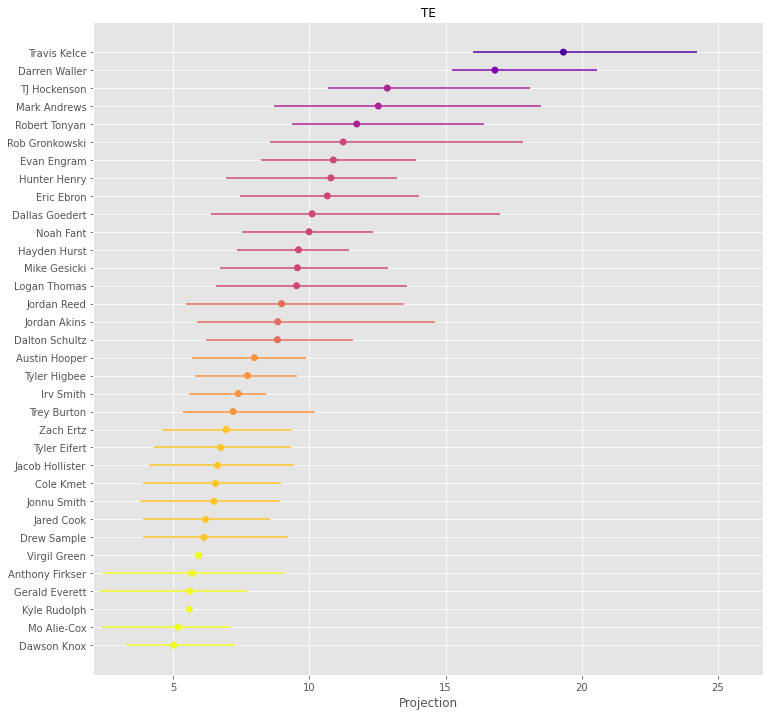 TE
Travis Kelce
Darren Waller
TJ Hockenson
Mark Andrews
Robert Tonyan
Rob Gronkowski
Evan Engram
Hunter Henry
Eric Ebron
Dallas Goedert
Noah Fant
Hayden Hurst
Mike Gesicki
Logan Thomas
Jordan Reed
Jordan Akins
Dalton Schultz
Austin Hooper
Tyler Higbee
Irv Smith
Trey Burton
Zach Ertz
Tyler Eifert
Jacob Hollister
Cole Kmet
Jonnu Smith
Jared Cook
Drew Sample
Virgil Green
Anthony Firkser
Gerald Everett
Kyle Rudolph
Mo Alie-Cox
Dawson Knox
5 10 15 20 25
Projection